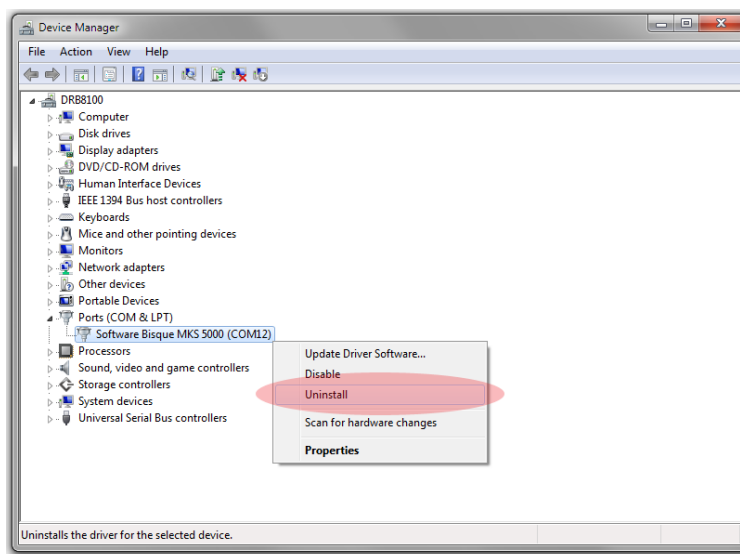 Device Manager
File Action View Help
DRB8100
Computer
Disk drives
Display adapters
DVD/CD-ROM drives
Human Interface Devices
IEEE 1394 Bus host controllers
Keyboards
Mice and other pointing devices
Monitors
Network adapters
Other devices
Portable Devices
Ports (COM & LPT)
Software Bisque MKS 5000 (COM12)
Processors
Sound, video and game controllers
Storage controllers
System devices
Universal Serial Bus controllers
Update Driver Software...
Disable
Uninstall
Scan for hardware changes
Properties
Uninstalls the driver for the selected device.